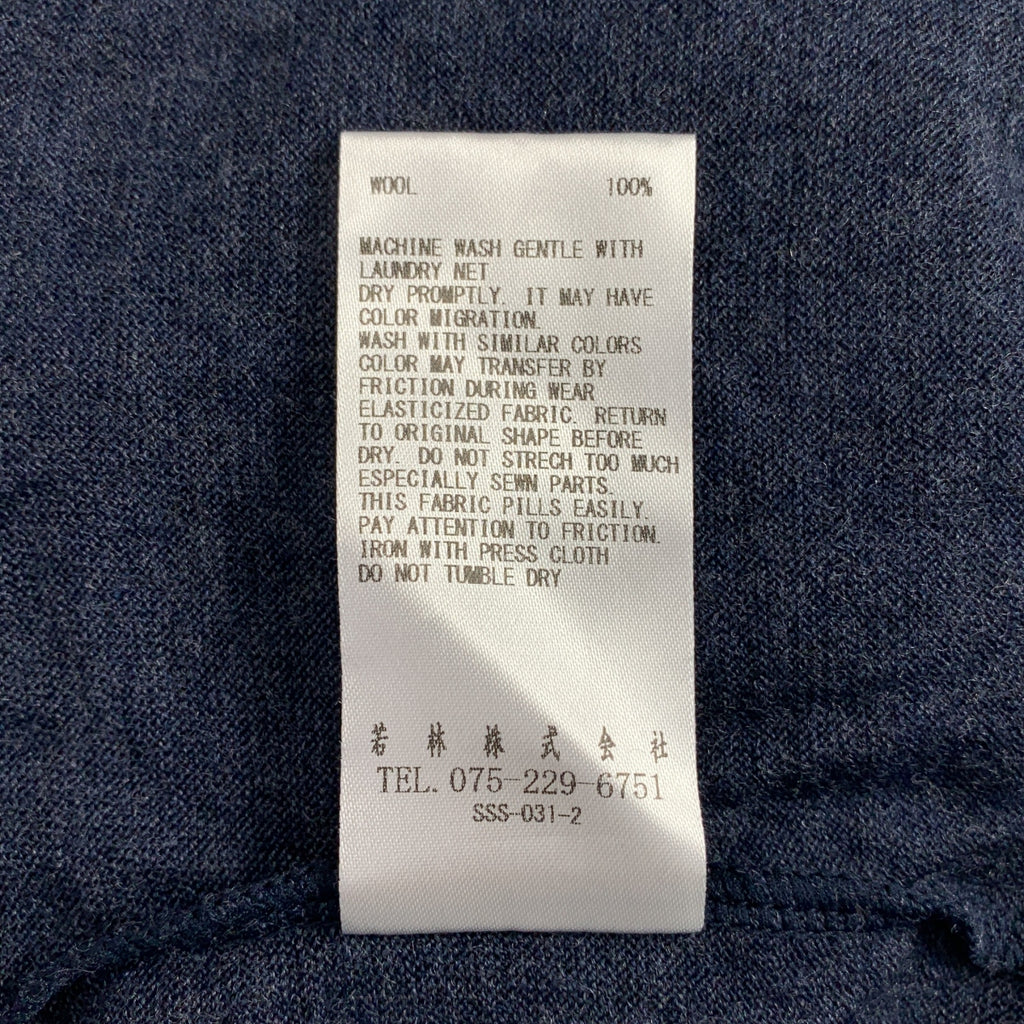 WOOL 100%
MACHINE WASH GENTLE WITH
LAUNDRY NET
DRY PROMPTLY. IT MAY HAVE
COLOR MIGRATION.
WASH WITH SIMILAR COLORS
COLOR MAY TRANSFER BY
FRICTION DURING WEAR
ELASTICIZED FABRIC. RETURN
TO ORIGINAL SHAPE BEFORE
DRY. DO NOT STRECH TOO MUCH
ESPECIALLY SEWN PARTS.
THIS FABRIC PILLS EASILY.
PAY ATTENTION TO FRICTION.
IRON WITH PRESS CLOTH
DO NOT TUMBLE DRY
若林株式会社
TEL. 075-229-6751
SSS-031-2